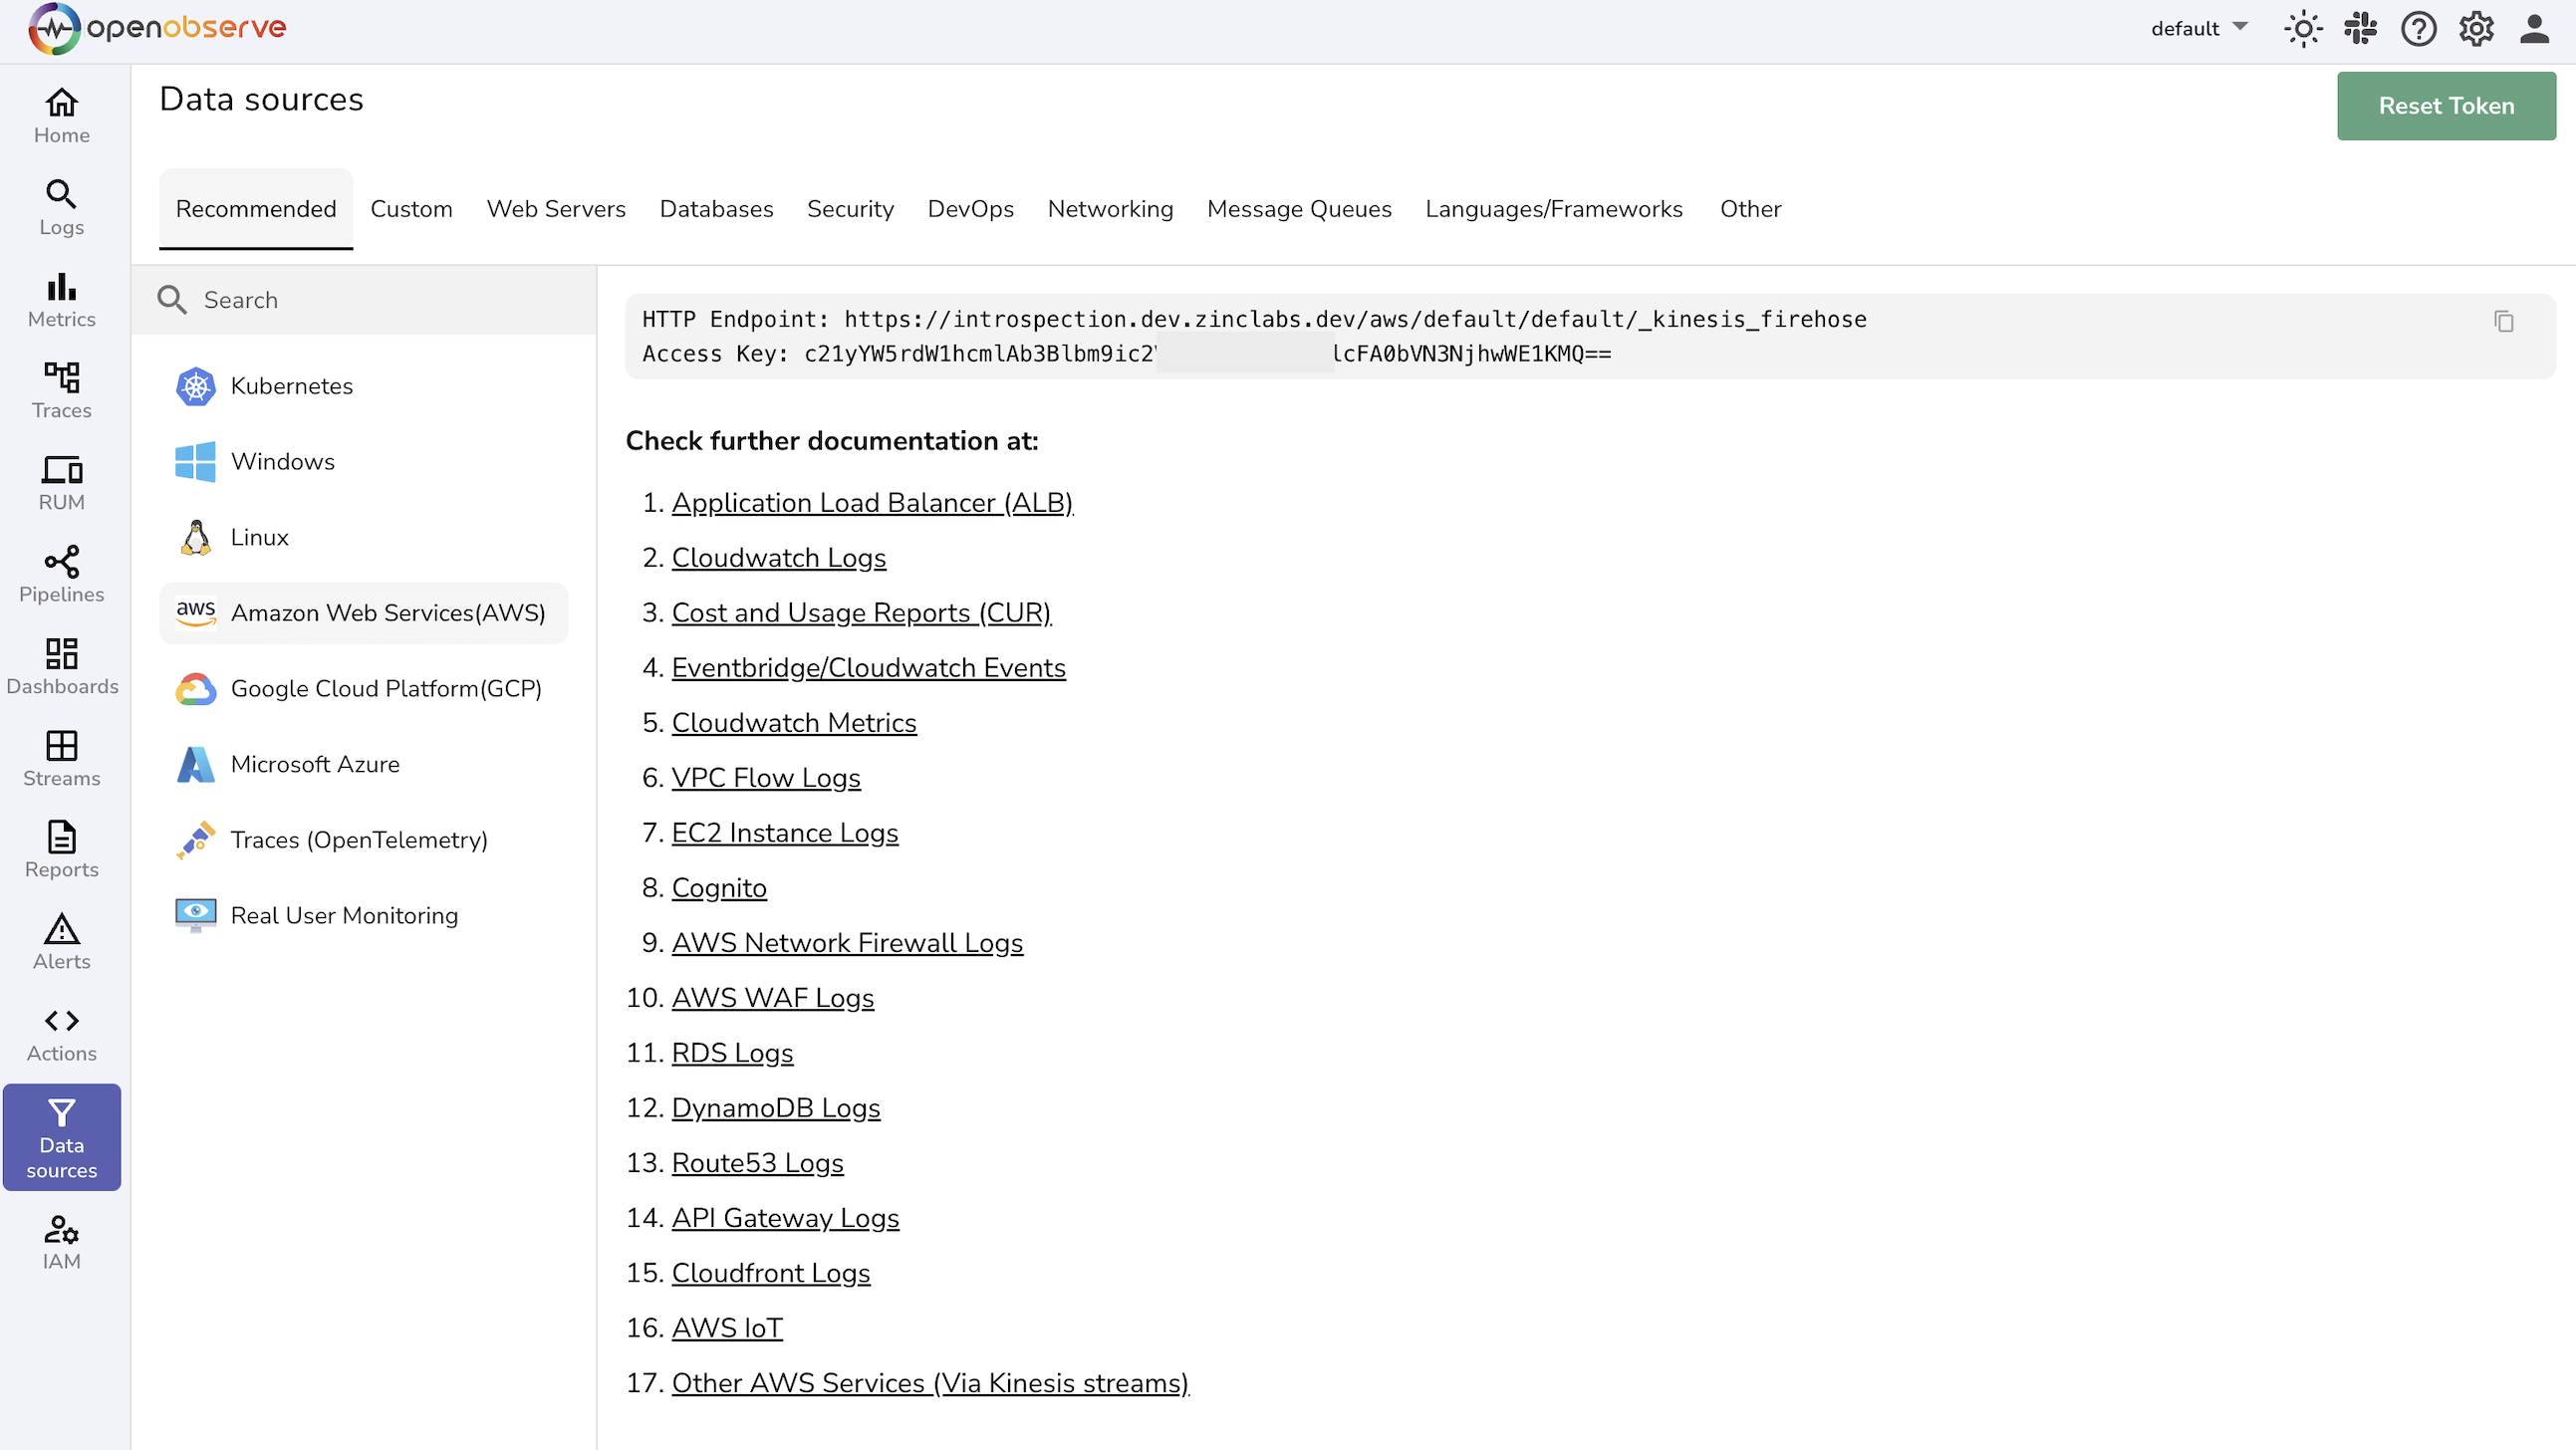 openobserve
default
Data sources
Reset Token
Home
Logs
Metrics
Traces
RUM
Pipelines
Dashboards
Streams
Reports
Alerts
Actions
Data
sources
IAM
Recommended Custom Web Servers Databases Security DevOps Networking Message Queues Languages/Frameworks Other
Search
Kubernetes
Windows
Linux
aws Amazon Web Services(AWS)
Google Cloud Platform(GCP)
Microsoft Azure
Traces (OpenTelemetry)
Real User Monitoring
HTTP Endpoint: https://introspection.dev.zinclabs.dev/aws/default/default/_kinesis_firehose
Access Key: c21yYW5rdW1hcmlAb3Blbm9ic2 lcFA0bVN3NjhwWE1KMQ==
Check further documentation at:
1. Application Load Balancer (ALB)
2. Cloudwatch Logs
3. Cost and Usage Reports (CUR)
4. Eventbridge/Cloudwatch Events
5. Cloudwatch Metrics
6. VPC Flow Logs
7. EC2 Instance Logs
8. Cognito
9. AWS Network Firewall Logs
10. AWS WAF Logs
11. RDS Logs
12. DynamoDB Logs
13. Route53 Logs
14. API Gateway Logs
15. Cloudfront Logs
16. AWS IoT
17. Other AWS Services (Via Kinesis streams)